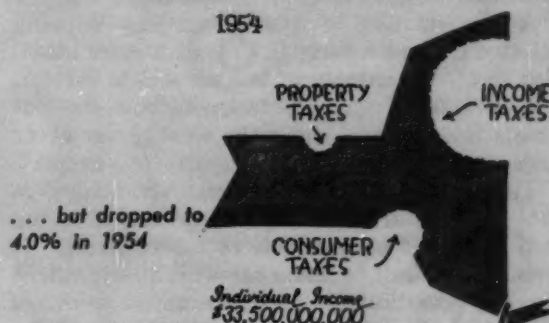 1954
PROPERTY
TAXES
INCOME
TAXES
. . . but dropped to
4.0% in 1954
CONSUMER
TAXES
Individual Income
$33,500,000,000